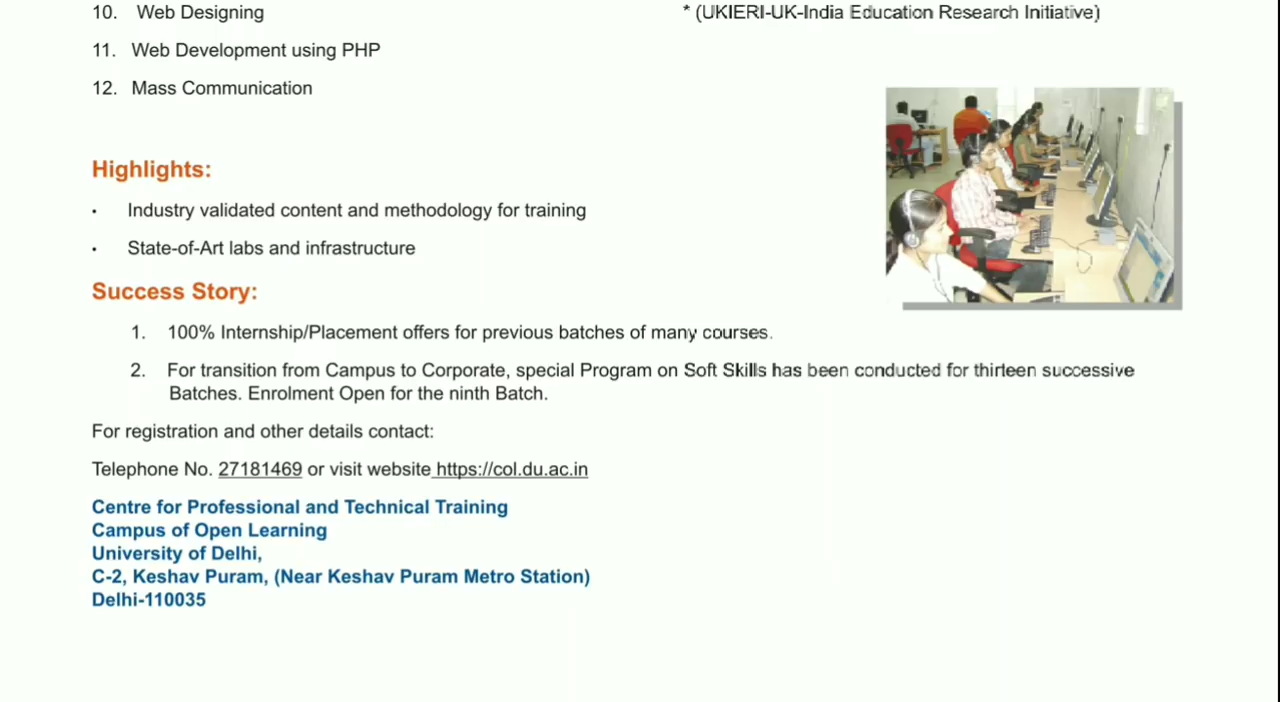 10. Web Designing
* (UKIERI-UK-India Education Research Initiative)
11. Web Development using PHP
12. Mass Communication
Highlights:
· Industry validated content and methodology for training
· State-of-Art labs and infrastructure
Success Story:
1. 100% Internship/Placement offers for previous batches of many courses.
2. For transition from Campus to Corporate, special Program on Soft Skills has been conducted for thirteen successive
Batches. Enrolment Open for the ninth Batch.
For registration and other details contact:
Telephone No. 27181469 or visit website https://col.du.ac.in
Centre for Professional and Technical Training
Campus of Open Learning
University of Delhi,
C-2, Keshav Puram, (Near Keshav Puram Metro Station)
Delhi-110035